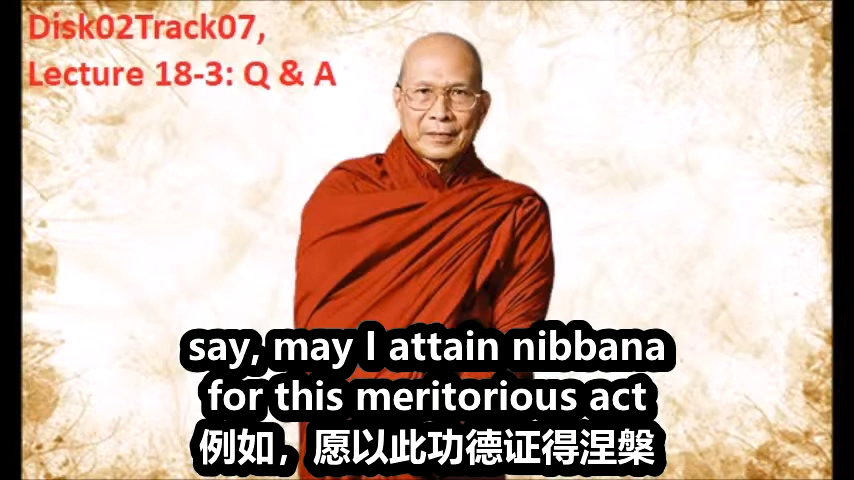 Disk02Track07,
Lecture 18-3: Q & A
say, may I attain nibbana
for this meritorious act
例如，愿以此功德证得涅槃